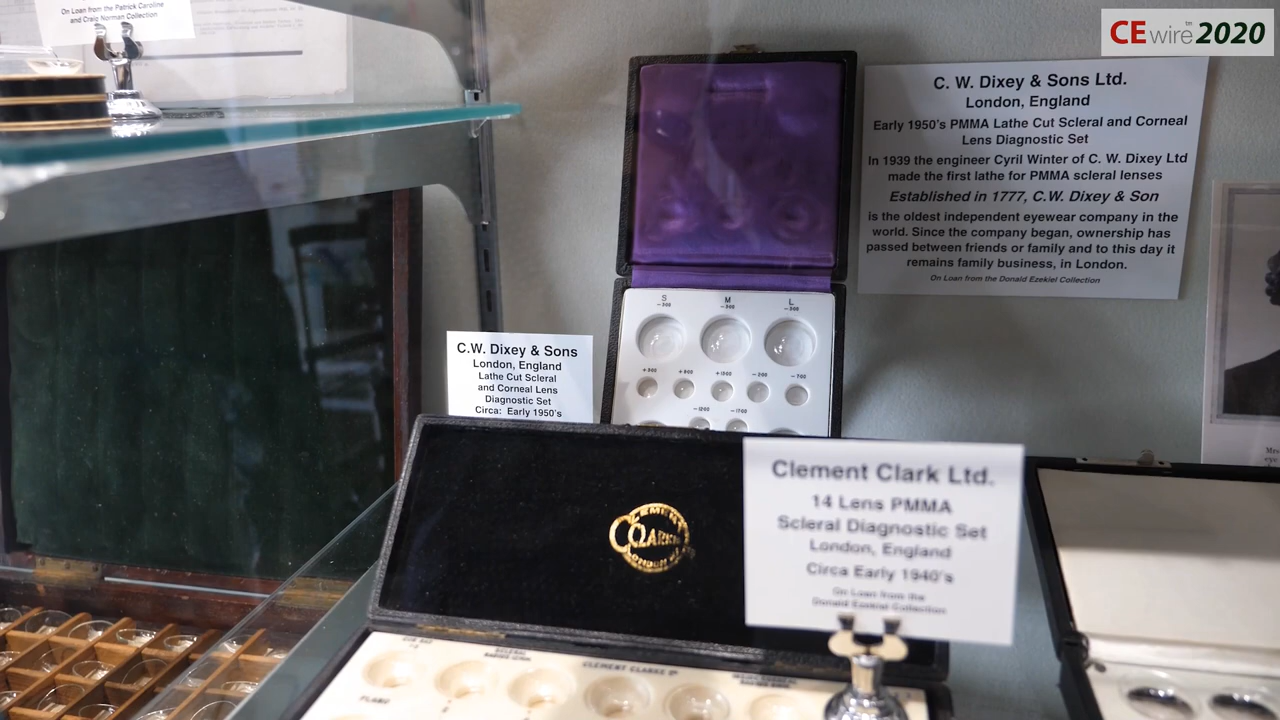 On Loan from the Patrick Caroline
and Craig Norman Collection
CEwire™2020
C. W. Dixey & Sons Ltd.
London, England
Early 1950's PMMA Lathe Cut Scleral and Corneal
Lens Diagnostic Set
In 1939 the engineer Cyril Winter of C. W. Dixey Ltd
made the first lathe for PMMA scleral lenses
Established in 1777, C.W. Dixey & Son
is the oldest independent eyewear company in the
world. Since the company began, ownership has
passed between friends or family and to this day it
remains family business, in London.
On Loan from the Donald Ezekiel Collection
S M L
C.W. Dixey & Sons
London, England
Lathe Cut Scleral
and Corneal Lens
Diagnostic Set
Circa: Early 1950's
CLEMENT
CLARKE
LONDON
Clement Clark Ltd.
14 Lens PMMA
Scleral Diagnostic Set
London, England
Circa Early 1940's
On Loan from the
Donald Ezekiel Collection
CLEMENT CLARKE
PLANO